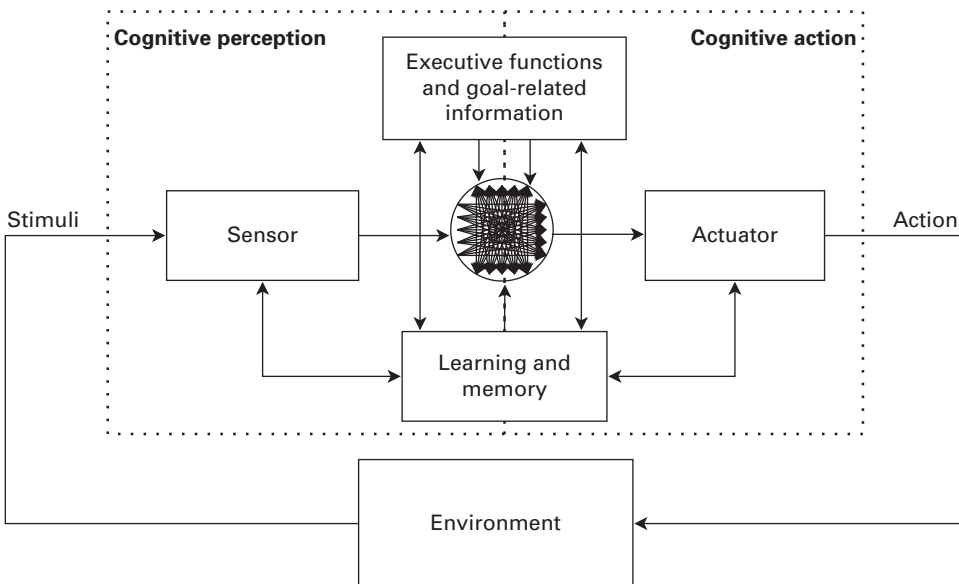 Cognitive perception
Cognitive action
Executive functions
and goal-related
information
Stimuli
Sensor
Actuator
Action
Learning and
memory
Environment